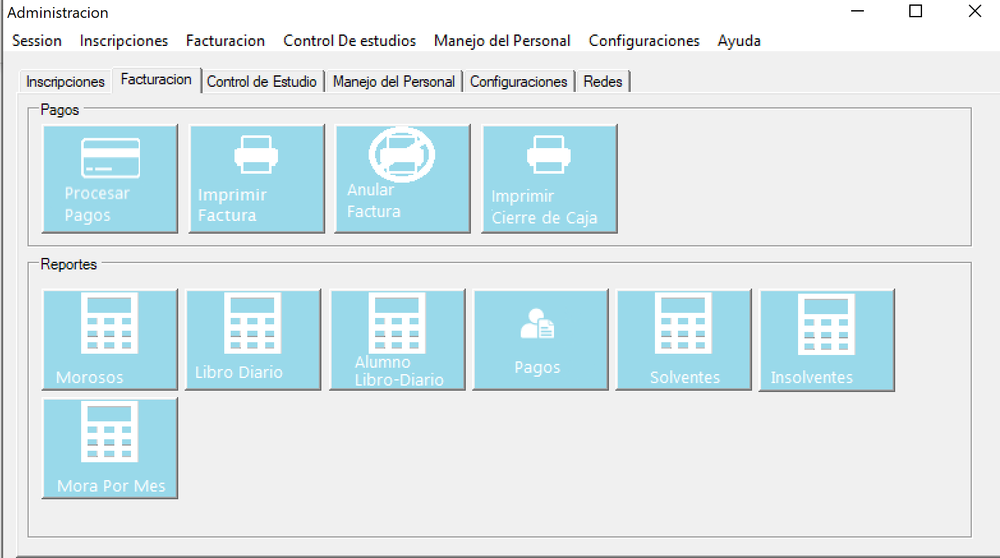 Administracion
Session Inscripciones Facturacion Control De estudios Manejo del Personal Configuraciones Ayuda
Inscripciones Facturacion Control de Estudio Manejo del Personal Configuraciones Redes
Pagos
Procesar
Pagos
Imprimir
Factura
Anular
Factura
Imprimir
Cierre de Caja
Reportes
Morosos
Libro Diario
Alumno
Libro-Diario
Pagos
Solventes
Insolventes
Mora Por Mes